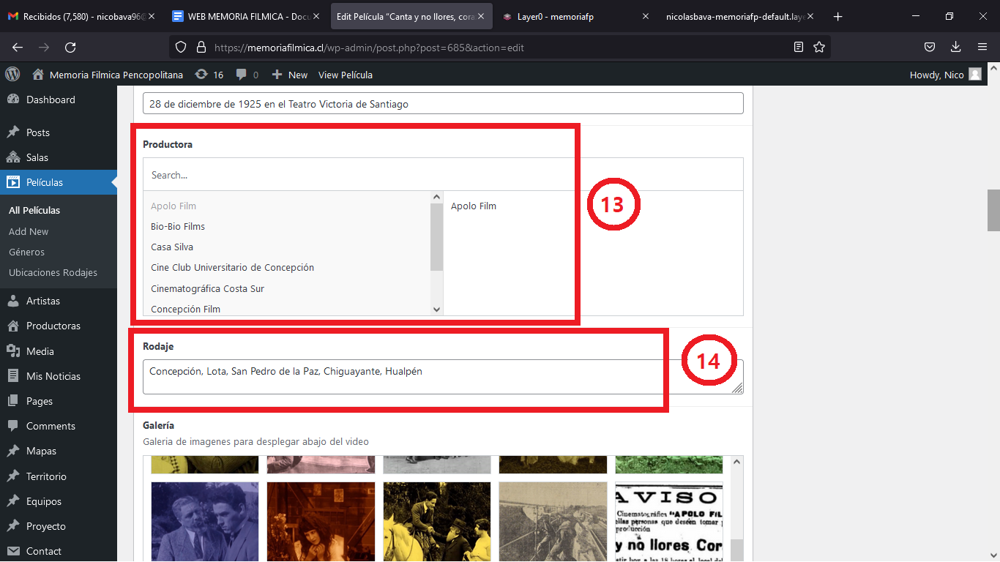 Recibidos (7,580) - nicobava96@
WEB MEMORIA FILMICA - Docu
Edit Película “Canta y no llores, cora
Layer0 - memoriafp
nicolasbava-memoriafp-default.laye
https://memoriafilmica.cl/wp-admin/post.php?post=685&action=edit
Memoria Filmica Pencopolitana
16
0
New
View Película
Howdy, Nico
Dashboard
Posts
Salas
Películas
All Películas
Add New
Géneros
Ubicaciones Rodajes
Artistas
Productoras
Media
Mis Noticias
Pages
Comments
Mapas
Territorio
Equipos
Proyecto
Contact
28 de diciembre de 1925 en el Teatro Victoria de Santiago
Productora
Search...
Apolo Film
Bio-Bio Films
Casa Silva
Cine Club Universitario de Concepción
Cinematográfica Costa Sur
Concepción Film
Apolo Film
13
Rodaje
Concepción, Lota, San Pedro de la Paz, Chiguayante, Hualpén
14
Galería
Galeria de imagenes para desplegar abajo del video
AVISO
Cinematográfica "APOLO FIL
ellas personas que deseén tomar
producción
y no llores Cor